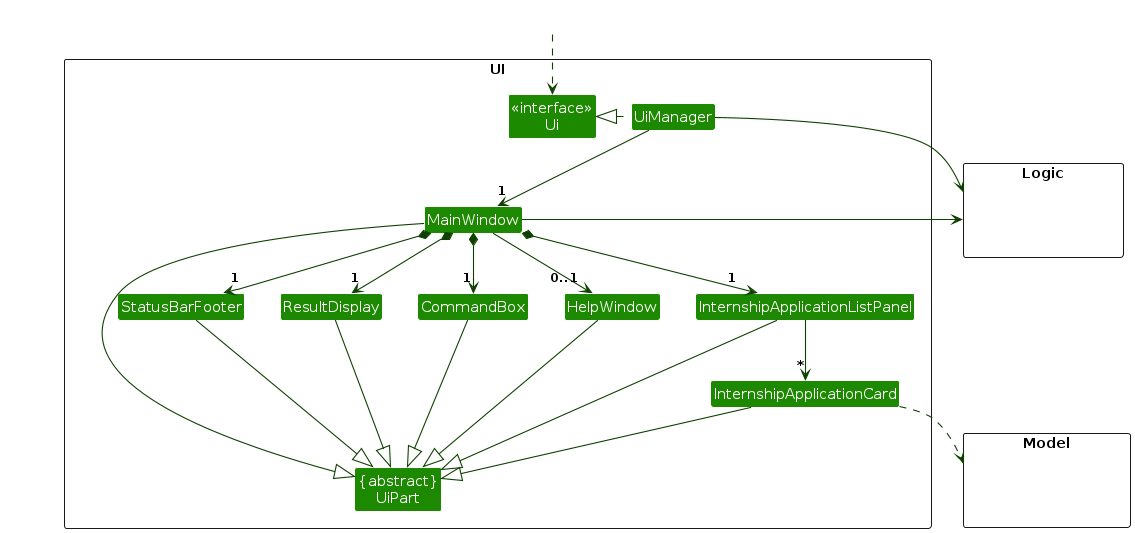 UI
«interface»
Ui
UiManager
Logic
1
MainWindow
1
1
1
0..1
1
StatusBarFooter
ResultDisplay
CommandBox
HelpWindow
InternshipApplicationListPanel
*
InternshipApplicationCard
Model
{abstract}
UiPart